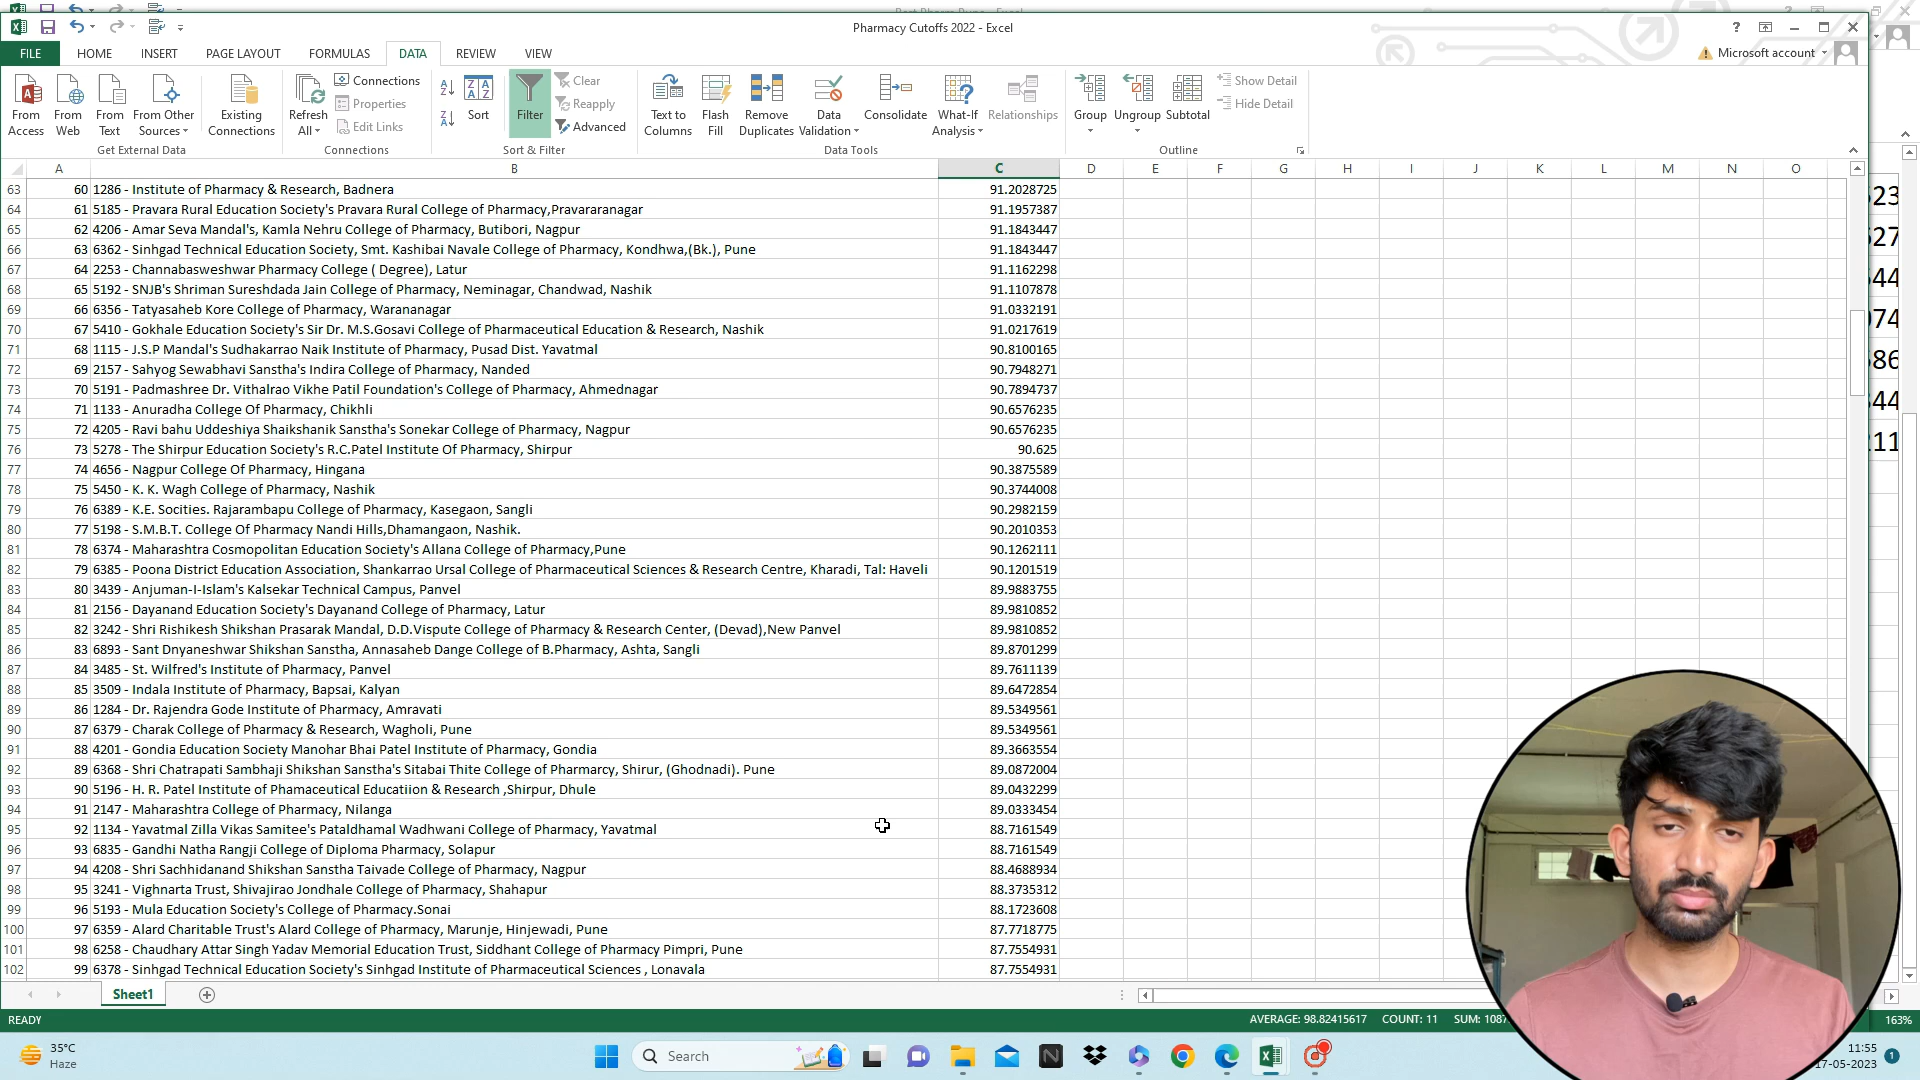 Best Pharm Pune - Excel
Pharmacy Cutoffs 2022 - Excel
FILE HOME INSERT PAGE LAYOUT FORMULAS DATA REVIEW VIEW Microsoft account
From Access
From Web
From Text
From Other Sources
Existing Connections
Refresh All
Connections
Properties
Edit Links
Sort
Filter
Clear
Reapply
Advanced
Text to Columns
Flash Fill
Remove Duplicates
Data Validation
Consolidate
What-If Analysis
Relationships
Group
Ungroup
Subtotal
Show Detail
Hide Detail
Get External Data Connections Sort & Filter Data Tools Outline
A B C D E F G H I J K L M N O
63 60 1286 - Institute of Pharmacy & Research, Badnera 91.2028725
64 61 5185 - Pravara Rural Education Society's Pravara Rural College of Pharmacy,Pravararanagar 91.1957387
65 62 4206 - Amar Seva Mandal's, Kamla Nehru College of Pharmacy, Butibori, Nagpur 91.1843447
66 63 6362 - Sinhgad Technical Education Society, Smt. Kashibai Navale College of Pharmacy, Kondhwa,(Bk.), Pune 91.1843447
67 64 2253 - Channabasweshwar Pharmacy College ( Degree), Latur 91.1162298
68 65 5192 - SNJB's Shriman Sureshdada Jain College of Pharmacy, Neminagar, Chandwad, Nashik 91.1107878
69 66 6356 - Tatyasaheb Kore College of Pharmacy, Warananagar 91.0332191
70 67 5410 - Gokhale Education Society's Sir Dr. M.S.Gosavi College of Pharmaceutical Education & Research, Nashik 91.0217619
71 68 1115 - J.S.P Mandal's Sudhakarrao Naik Institute of Pharmacy, Pusad Dist. Yavatmal 90.8100165
72 69 2157 - Sahyog Sewabhavi Sanstha's Indira College of Pharmacy, Nanded 90.7948271
73 70 5191 - Padmashree Dr. Vithalrao Vikhe Patil Foundation's College of Pharmacy, Ahmednagar 90.7894737
74 71 1133 - Anuradha College Of Pharmacy, Chikhli 90.6576235
75 72 4205 - Ravi bahu Uddeshiya Shaikshanik Sanstha's Sonekar College of Pharmacy, Nagpur 90.6576235
76 73 5278 - The Shirpur Education Society's R.C.Patel Institute Of Pharmacy, Shirpur 90.625
77 74 4656 - Nagpur College Of Pharmacy, Hingana 90.3875589
78 75 5450 - K. K. Wagh College of Pharmacy, Nashik 90.3744008
79 76 6389 - K.E. Socities. Rajarambapu College of Pharmacy, Kasegaon, Sangli 90.2982159
80 77 5198 - S.M.B.T. College Of Pharmacy Nandi Hills,Dhamangaon, Nashik. 90.2010353
81 78 6374 - Maharashtra Cosmopolitan Education Society's Allana College of Pharmacy,Pune 90.1262111
82 79 6385 - Poona District Education Association, Shankarrao Ursal College of Pharmaceutical Sciences & Research Centre, Kharadi, Tal: Haveli 90.1201519
83 80 3439 - Anjuman-I-Islam's Kalsekar Technical Campus, Panvel 89.9883755
84 81 2156 - Dayanand Education Society's Dayanand College of Pharmacy, Latur 89.9810852
85 82 3242 - Shri Rishikesh Shikshan Prasarak Mandal, D.D.Vispute College of Pharmacy & Research Center, (Devad),New Panvel 89.9810852
86 83 6893 - Sant Dnyaneshwar Shikshan Sanstha, Annasaheb Dange College of B.Pharmacy, Ashta, Sangli 89.8701299
87 84 3485 - St. Wilfred's Institute of Pharmacy, Panvel 89.7611139
88 85 3509 - Indala Institute of Pharmacy, Bapsai, Kalyan 89.6472854
89 86 1284 - Dr. Rajendra Gode Institute of Pharmacy, Amravati 89.5349561
90 87 6379 - Charak College of Pharmacy & Research, Wagholi, Pune 89.5349561
91 88 4201 - Gondia Education Society Manohar Bhai Patel Institute of Pharmacy, Gondia 89.3663554
92 89 6368 - Shri Chatrapati Sambhaji Shikshan Sanstha's Sitabai Thite College of Pharmarcy, Shirur, (Ghodnadi). Pune 89.0872004
93 90 5196 - H. R. Patel Institute of Phamaceutical Educatiion & Research ,Shirpur, Dhule 89.0432299
94 91 2147 - Maharashtra College of Pharmacy, Nilanga 89.0333454
95 92 1134 - Yavatmal Zilla Vikas Samitee's Pataldhamal Wadhwani College of Pharmacy, Yavatmal 88.7161549
96 93 6835 - Gandhi Natha Rangji College of Diploma Pharmacy, Solapur 88.7161549
97 94 4208 - Shri Sachhidanand Shikshan Sanstha Taivade College of Pharmacy, Nagpur 88.4688934
98 95 3241 - Vighnarta Trust, Shivajirao Jondhale College of Pharmacy, Shahapur 88.3735312
99 96 5193 - Mula Education Society's College of Pharmacy.Sonai 88.1723608
100 97 6359 - Alard Charitable Trust's Alard College of Pharmacy, Marunje, Hinjewadi, Pune 87.7718775
101 98 6258 - Chaudhary Attar Singh Yadav Memorial Education Trust, Siddhant College of Pharmacy Pimpri, Pune 87.7554931
102 99 6378 - Sinhgad Technical Education Society's Sinhgad Institute of Pharmaceutical Sciences , Lonavala 87.7554931
Sheet1
READY AVERAGE: 98.82415617 COUNT: 11 SUM: 1087 163%
35°C
Haze
Search
11:55
17-05-2023
1